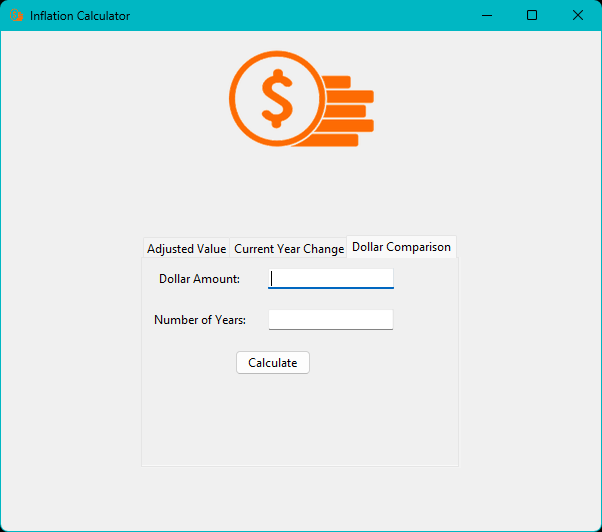 Inflation Calculator
$
Adjusted Value Current Year Change Dollar Comparison
Dollar Amount:
Number of Years:
Calculate